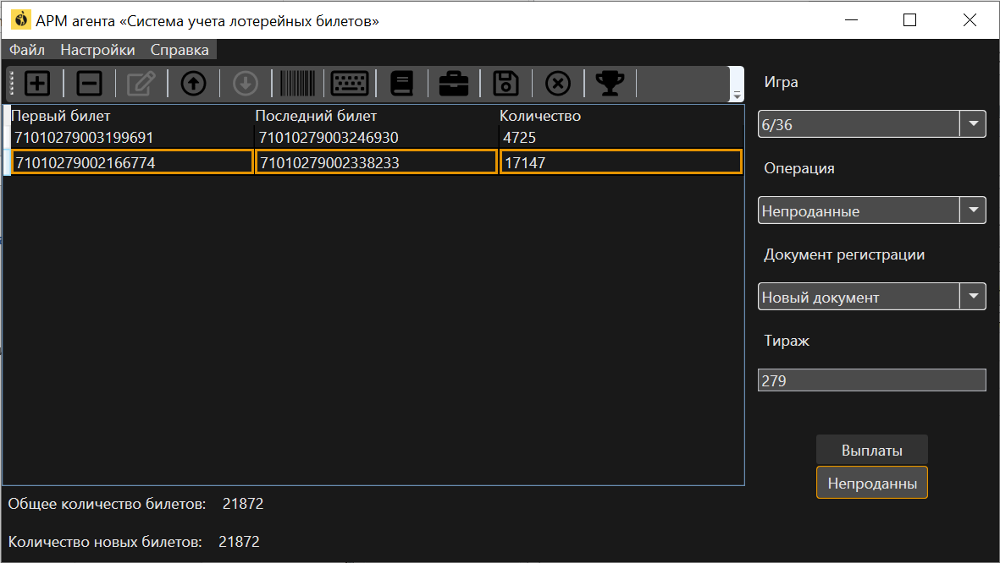 АРМ агента «Система учета лотерейных билетов»
Файл Настройки Справка
Первый билет Последний билет Количество
71010279003199691 71010279003246930 4725
71010279002166774 71010279002338233 17147
Общее количество билетов: 21872
Количество новых билетов: 21872
Игра
6/36
Операция
Непроданные
Документ регистрации
Новый документ
Тираж
279
Выплаты
Непроданны